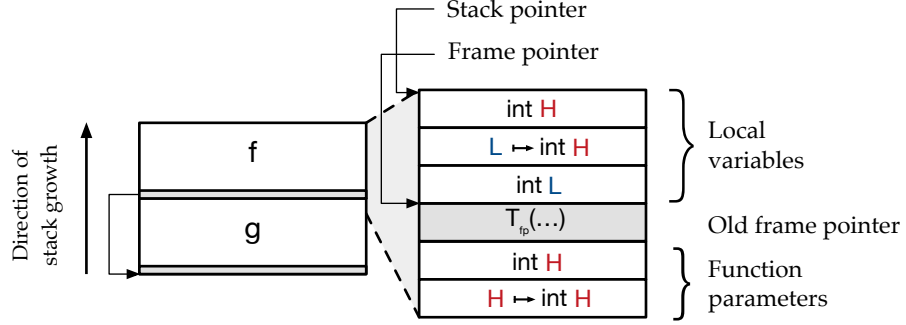 Stack pointer
Frame pointer
Direction of
stack growth
f
g
int H
L ↦ int H
int L
T_fp(...)
int H
H ↦ int H
Local
variables
Old frame pointer
Function
parameters